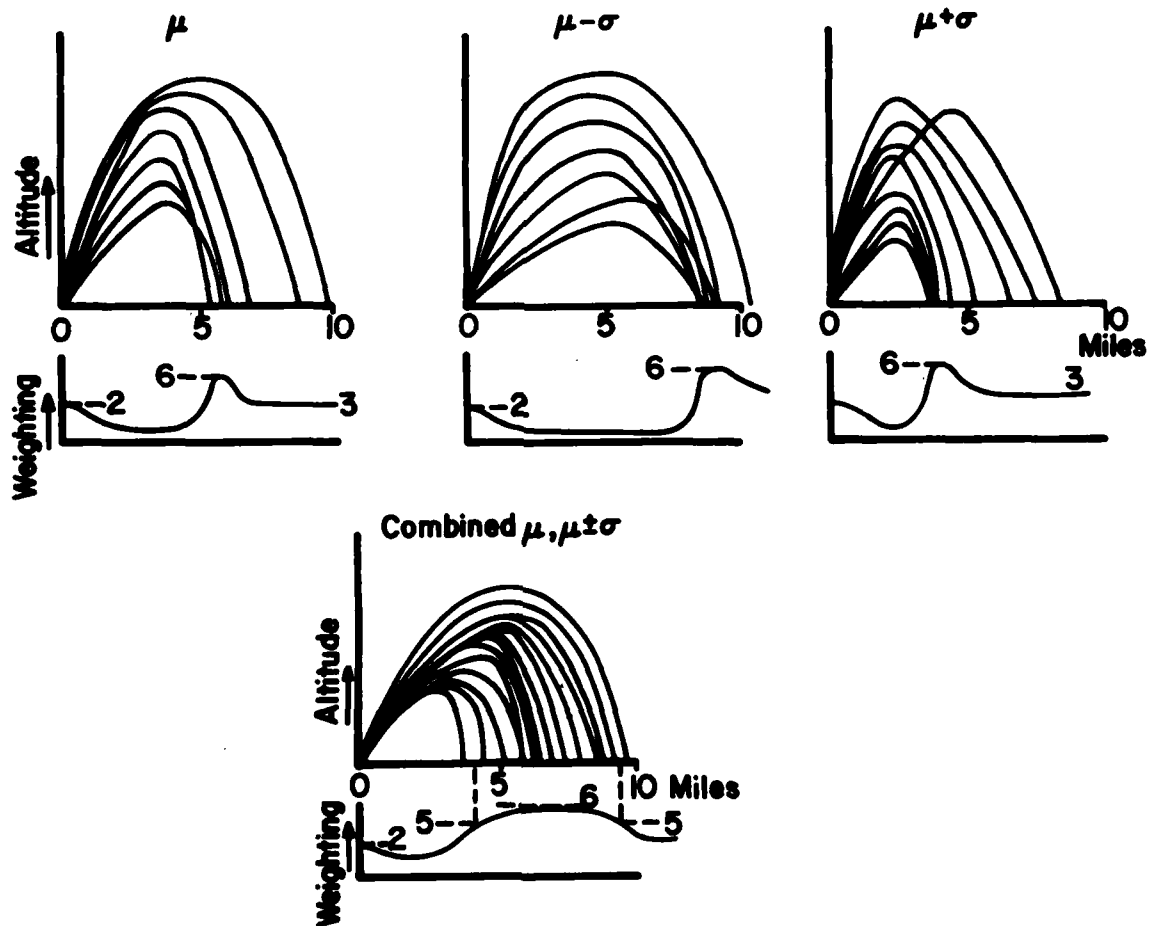 μ
Altitude
0 5 10
Weighting
2
6
3
μ-σ
0 5 10
2
6
μ+σ
0 5 10
Miles
6
3
Combined μ, μ±σ
Altitude
0 5 10 Miles
Weighting
2
5
6
5